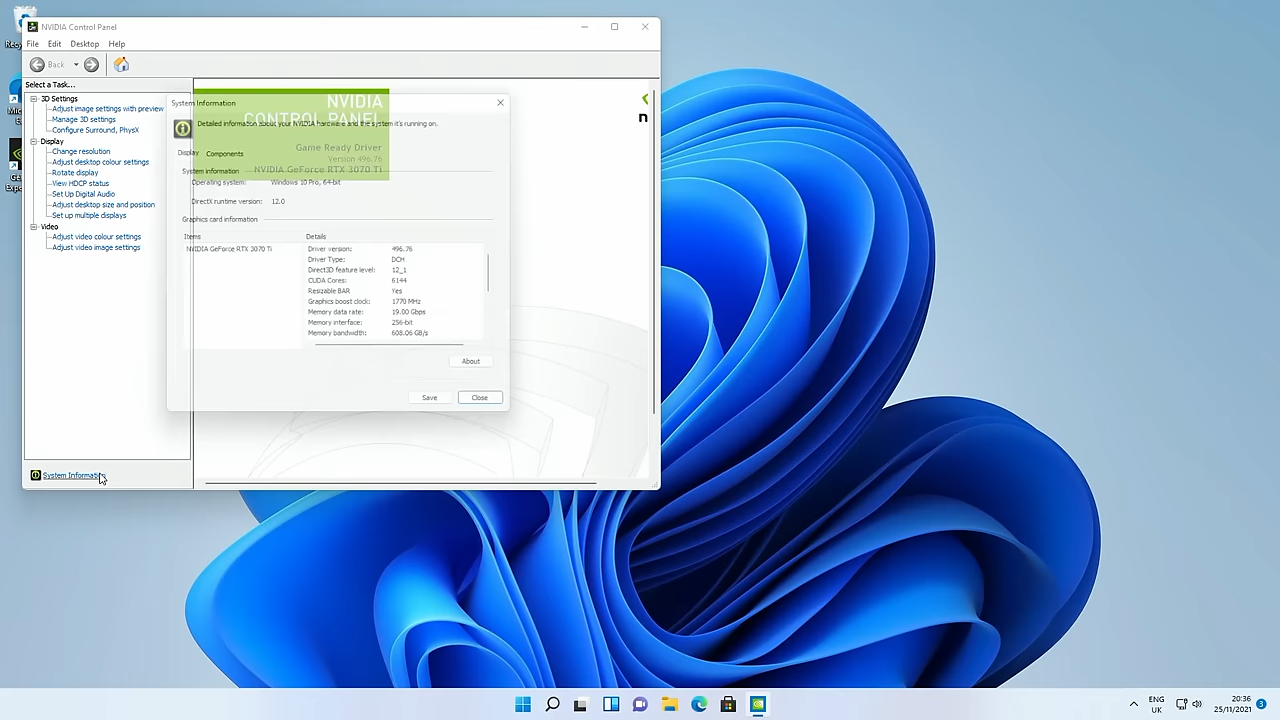 NVIDIA Control Panel
File Edit Desktop Help
Back
Select a Task...
3D Settings
Adjust image settings with preview
Manage 3D settings
Configure Surround, PhysX
Display
Change resolution
Adjust desktop colour settings
Rotate display
View HDCP status
Set Up Digital Audio
Adjust desktop size and position
Set up multiple displays
Video
Adjust video colour settings
Adjust video image settings
System Information
NVIDIA
CONTROL PANEL
Game Ready Driver
Version 496.76
NVIDIA GeForce RTX 3070 Ti
n
System Information
Detailed information about your NVIDIA hardware and the system it's running on.
Display Components
System information
Operating system: Windows 10 Pro, 64-bit
DirectX runtime version: 12.0
Graphics card information
Items Details
NVIDIA GeForce RTX 3070 Ti
Driver version: 496.76
Driver Type: DCH
Direct3D feature level: 12_1
CUDA Cores: 6144
Resizable BAR Yes
Graphics boost clock: 1770 MHz
Memory data rate: 19.00 Gbps
Memory interface: 256-bit
Memory bandwidth: 608.06 GB/s
About
Save Close
ENG
UK
20:36
25/11/2021
3